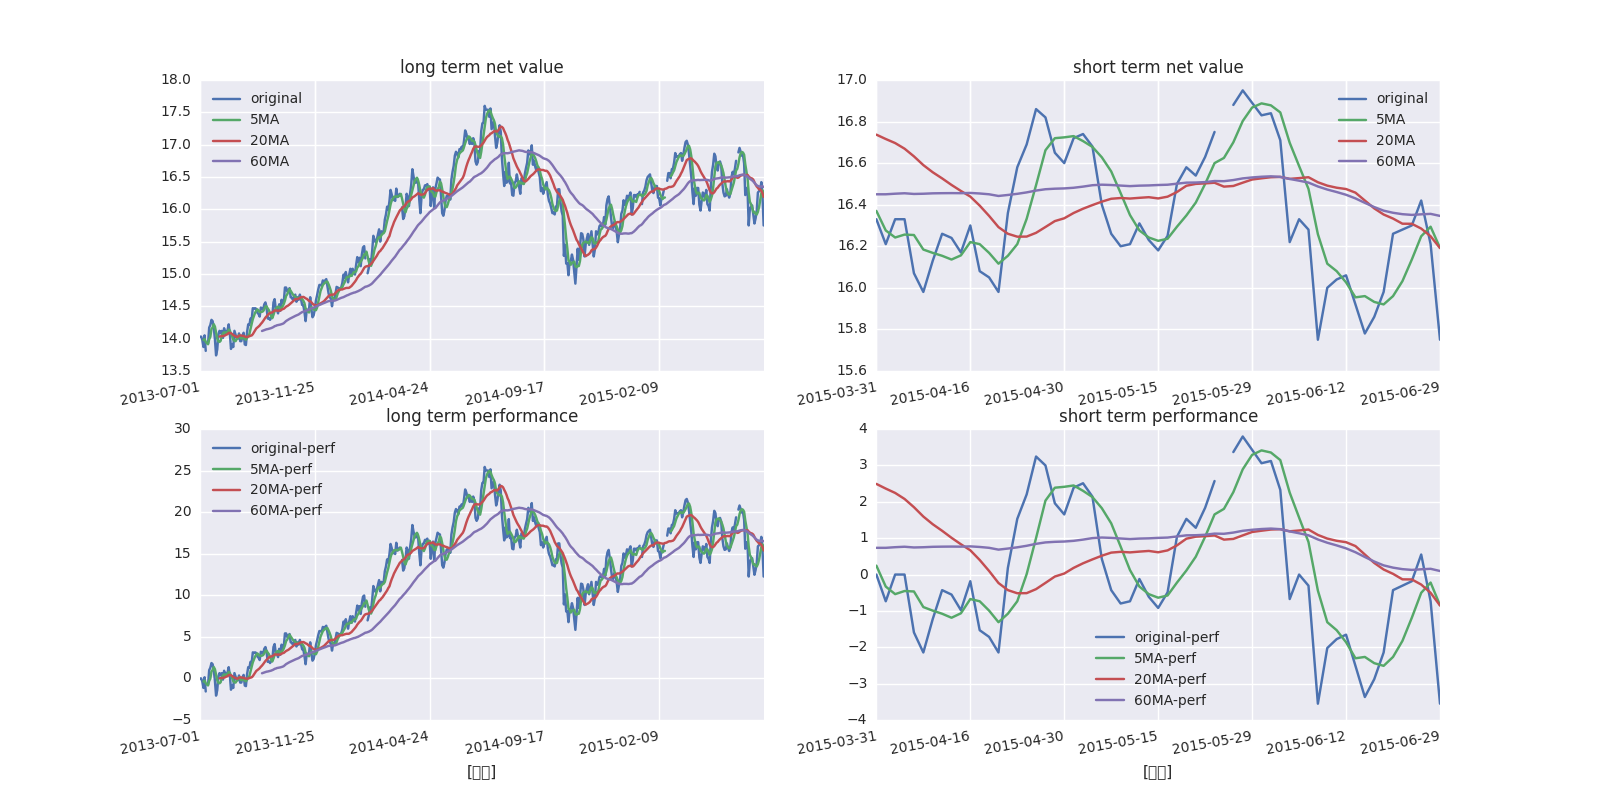 long term net value
18.0
17.5
17.0
16.5
16.0
15.5
15.0
14.5
14.0
13.5
original
5MA
20MA
60MA
2013-07-01
2013-11-25
2014-04-24
2014-09-17
2015-02-09
short term net value
17.0
16.8
16.6
16.4
16.2
16.0
15.8
15.6
original
5MA
20MA
60MA
2015-03-31
2015-04-16
2015-04-30
2015-05-15
2015-05-29
2015-06-12
2015-06-29
long term performance
30
25
20
15
10
5
0
−5
original-perf
5MA-perf
20MA-perf
60MA-perf
2013-07-01
2013-11-25
2014-04-24
2014-09-17
2015-02-09
short term performance
4
3
2
1
0
−1
−2
−3
−4
original-perf
5MA-perf
20MA-perf
60MA-perf
2015-03-31
2015-04-16
2015-04-30
2015-05-15
2015-05-29
2015-06-12
2015-06-29